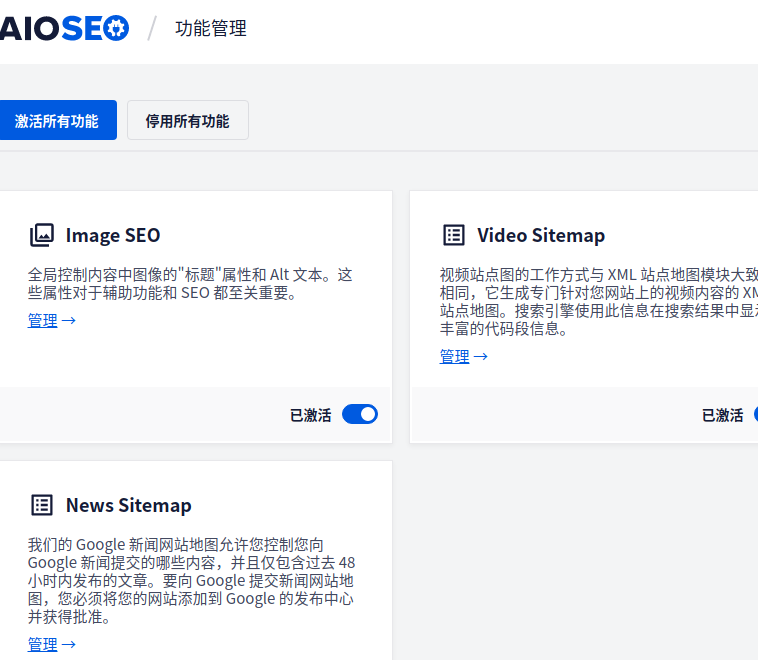 AIOSEO / 功能管理
激活所有功能 停用所有功能
Image SEO
全局控制内容中图像的"标题"属性和 Alt 文本。这
些属性对于辅助功能和 SEO 都至关重要。
管理 →
已激活
Video Sitemap
视频站点图的工作方式与 XML 站点地图模块大致
相同，它生成专门针对您网站上的视频内容的 XM
站点地图。搜索引擎使用此信息在搜索结果中显
丰富的代码段信息。
管理 →
已激活
News Sitemap
我们的 Google 新闻网站地图允许您控制您向
Google 新闻提交的哪些内容，并且仅包含过去 48
小时内发布的文章。要向 Google 提交新闻网站地
图，您必须将您的网站添加到 Google 的发布中心
并获得批准。
管理 →